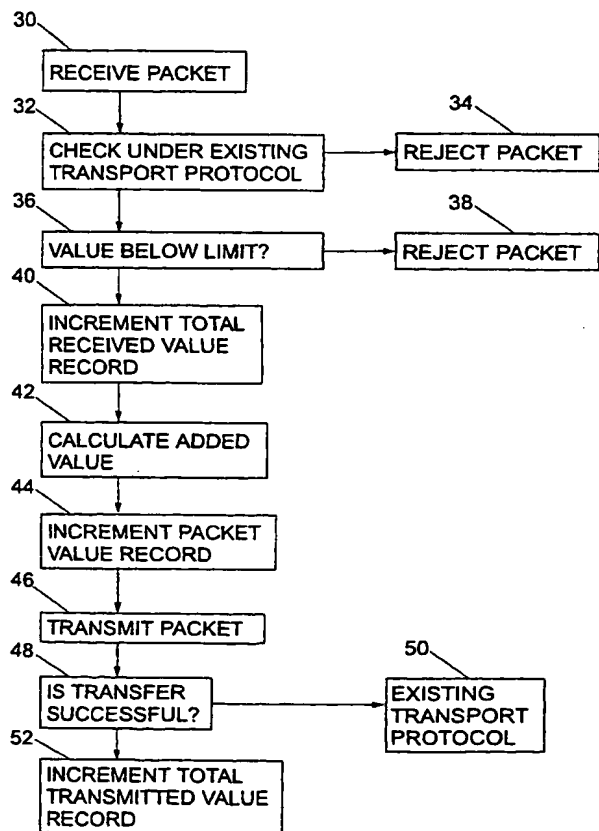 30
RECEIVE PACKET
32
CHECK UNDER EXISTING
TRANSPORT PROTOCOL
34
REJECT PACKET
36
VALUE BELOW LIMIT?
38
REJECT PACKET
40
INCREMENT TOTAL
RECEIVED VALUE
RECORD
42
CALCULATE ADDED
VALUE
44
INCREMENT PACKET
VALUE RECORD
46
TRANSMIT PACKET
48
IS TRANSFER
SUCCESSFUL?
50
EXISTING
TRANSPORT
PROTOCOL
52
INCREMENT TOTAL
TRANSMITTED VALUE
RECORD